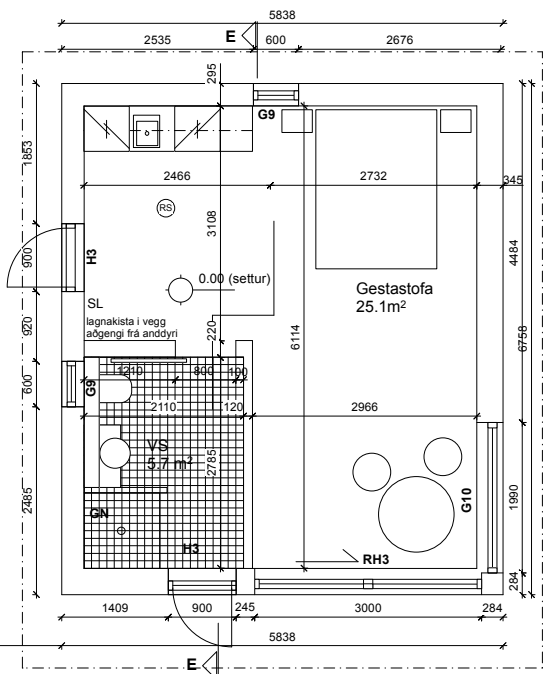 5838
E
2535
600
2676
295
G9
1853
2466
2732
345
RS
3108
900
H3
0.00 (settur)
4484
SL
Gestastofa
25.1m²
lagnakista í vegg
aðgengi frá anddyri
920
220
6114
6758
1210
800
100
600
G9
2110
120
2966
VS
5.7 m²
2785
2485
GN
G10
1990
H3
RH3
284
1409
900
245
3000
284
5838
E